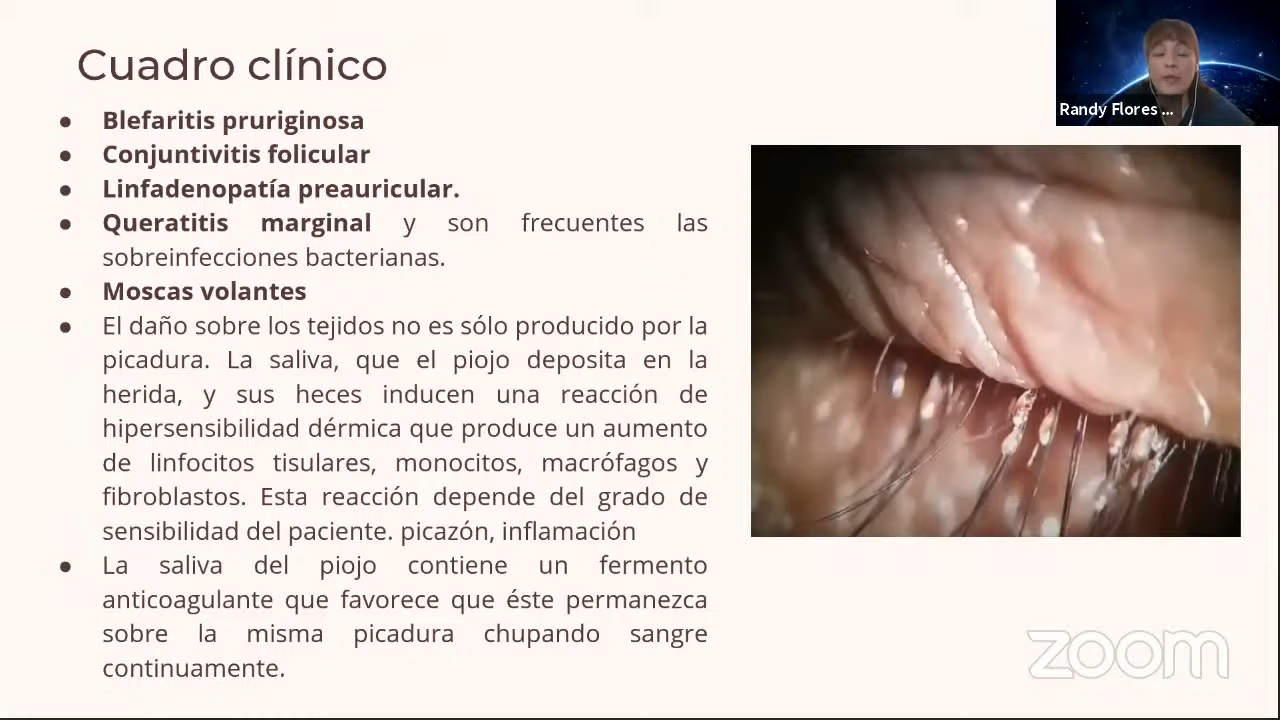 Cuadro clínico
Randy Flores ...
● Blefaritis pruriginosa
● Conjuntivitis folicular
● Linfadenopatía preauricular.
● Queratitis marginal y son frecuentes las
sobreinfecciones bacterianas.
● Moscas volantes
● El daño sobre los tejidos no es sólo producido por la
picadura. La saliva, que el piojo deposita en la
herida, y sus heces inducen una reacción de
hipersensibilidad dérmica que produce un aumento
de linfocitos tisulares, monocitos, macrófagos y
fibroblastos. Esta reacción depende del grado de
sensibilidad del paciente. picazón, inflamación
● La saliva del piojo contiene un fermento
anticoagulante que favorece que éste permanezca
sobre la misma picadura chupando sangre
continuamente.
zoom